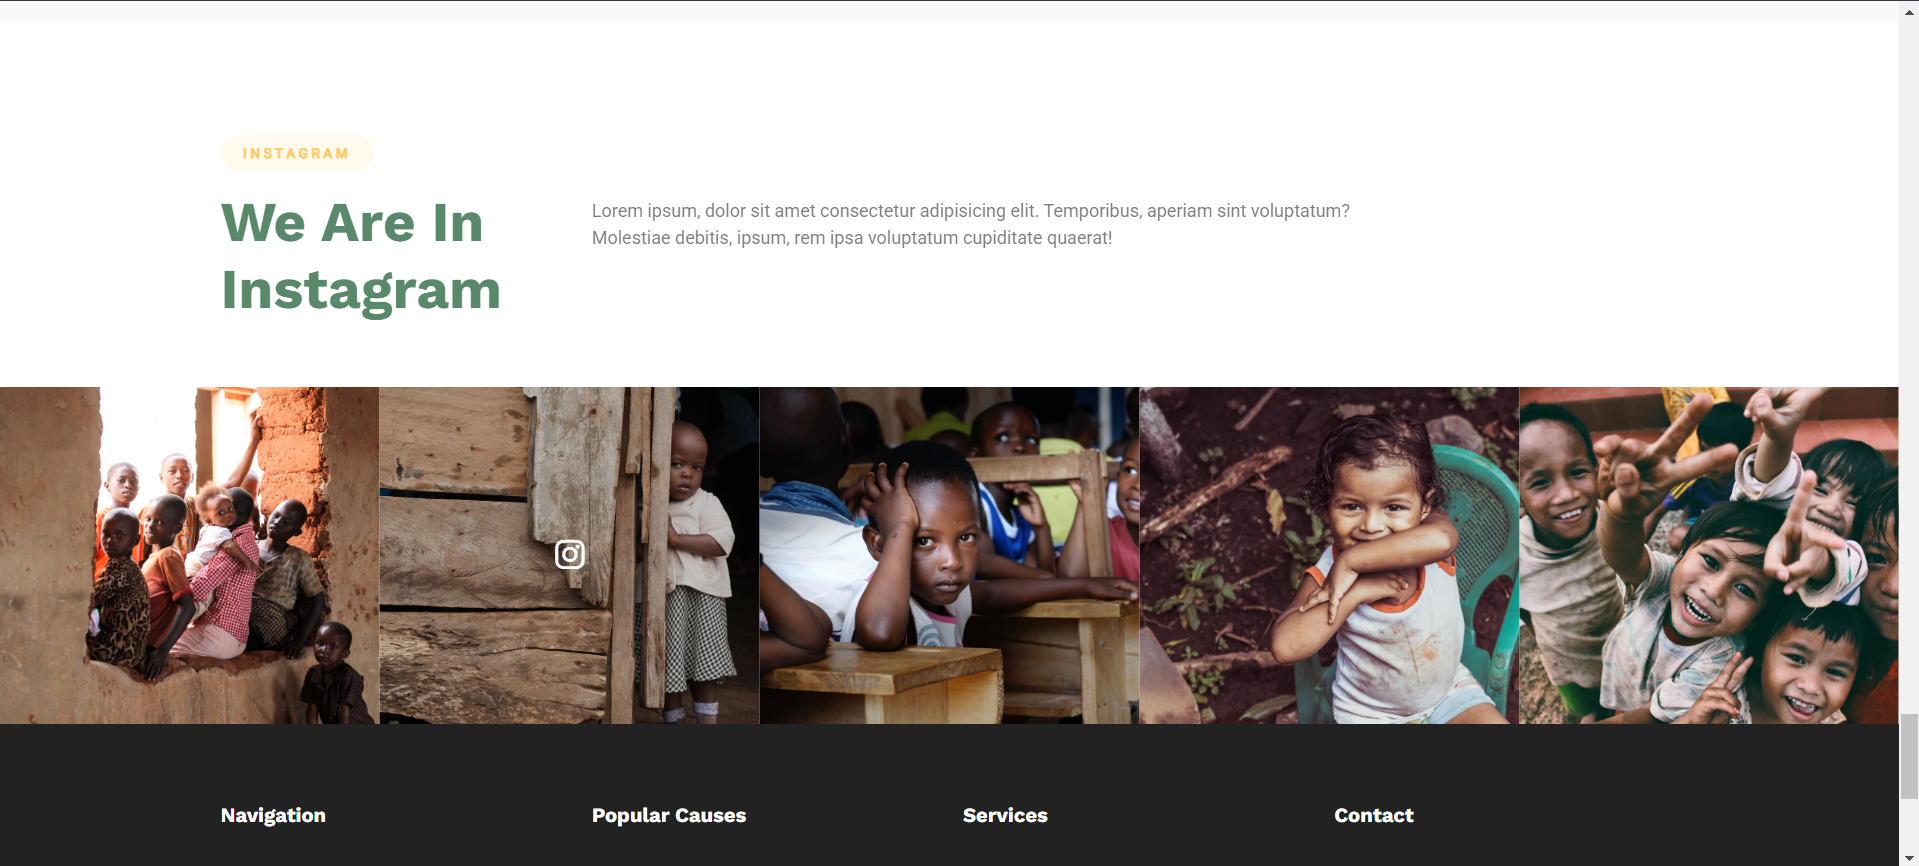 INSTAGRAM
We Are In
Instagram
Lorem ipsum, dolor sit amet consectetur adipisicing elit. Temporibus, aperiam sint voluptatum?
Molestiae debitis, ipsum, rem ipsa voluptatum cupiditate quaerat!
Navigation
Popular Causes
Services
Contact